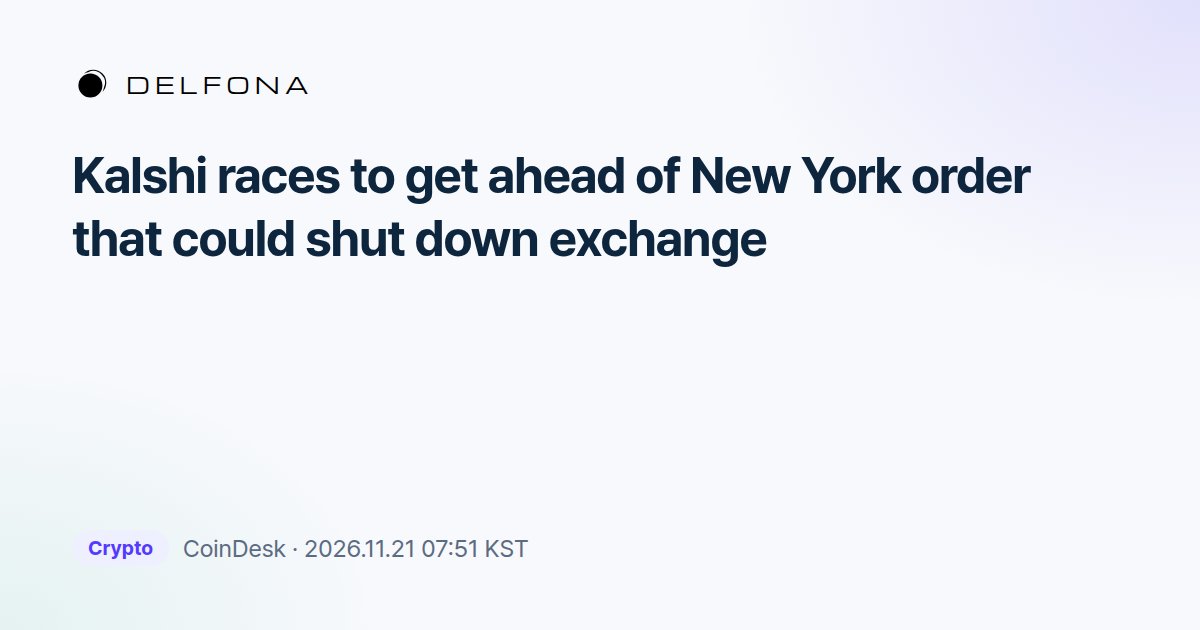 DELFONA
Kalshi races to get ahead of New York order
that could shut down exchange
Crypto CoinDesk · 2026.11.21 07:51 KST